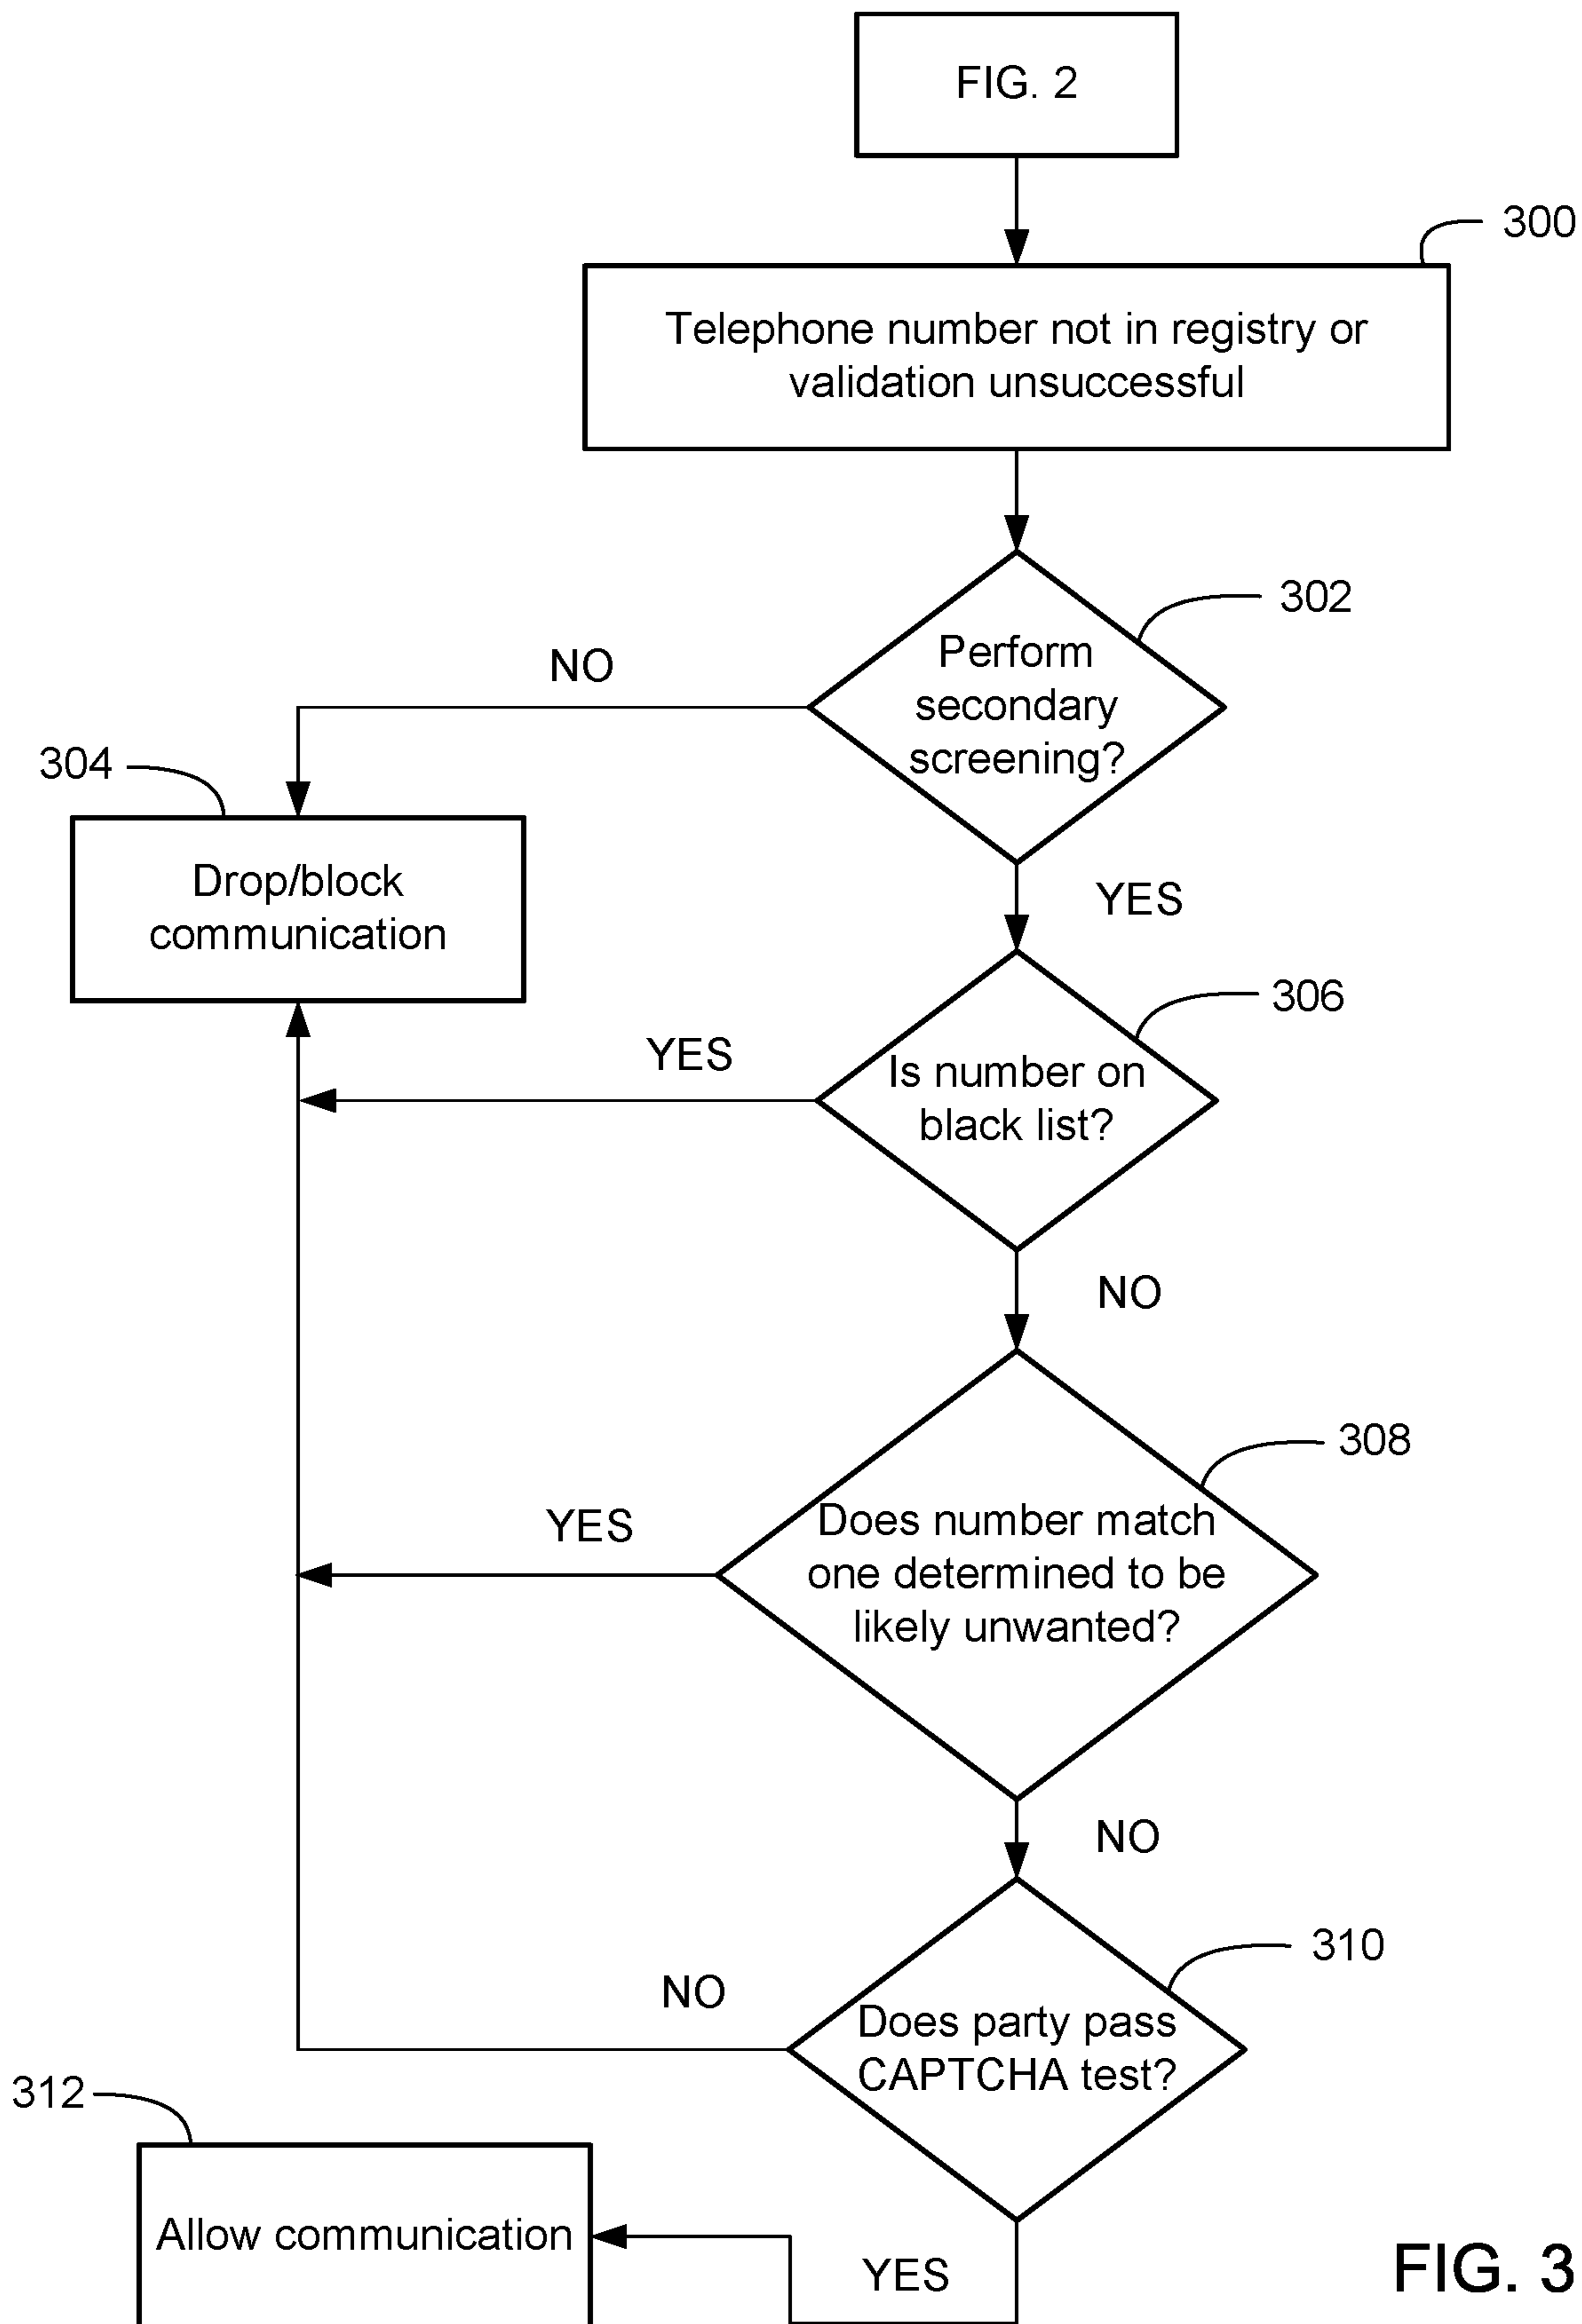 FIG. 2
300
Telephone number not in registry or
validation unsuccessful
302
Perform
secondary
screening?
NO
304
Drop/block
communication
YES
306
Is number on
black list?
YES
NO
308
Does number match
one determined to be
likely unwanted?
YES
NO
310
Does party pass
CAPTCHA test?
NO
312
Allow communication
YES
FIG. 3